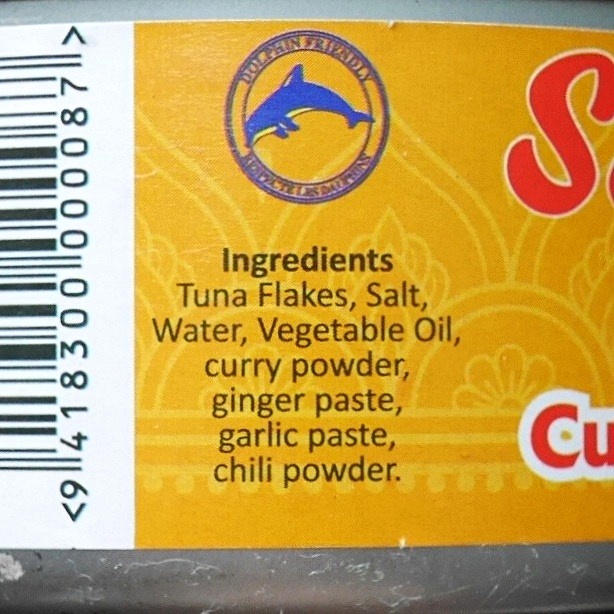 DOLPHIN FRIENDLY
Ingredients
Tuna Flakes, Salt,
Water, Vegetable Oil,
curry powder,
ginger paste,
garlic paste,
chili powder.
Cu
<9 418300 000087>